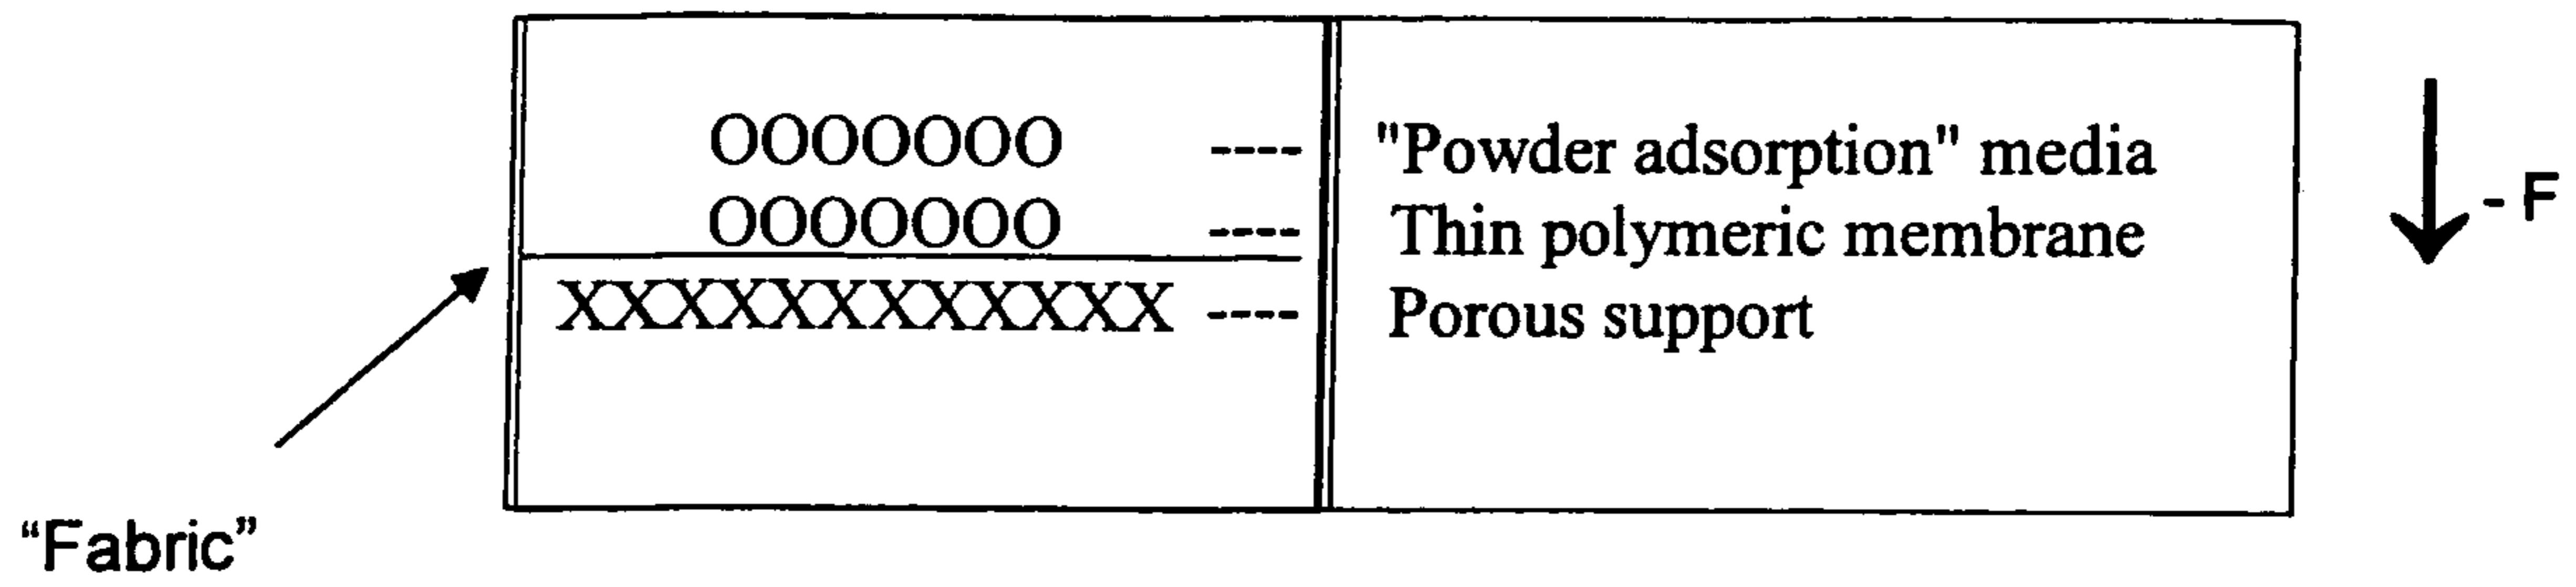 OOOOOOO ---- "Powder adsorption" media
OOOOOOO ---- Thin polymeric membrane
XXXXXXXXXXXXX ---- Porous support
- F
“Fabric”